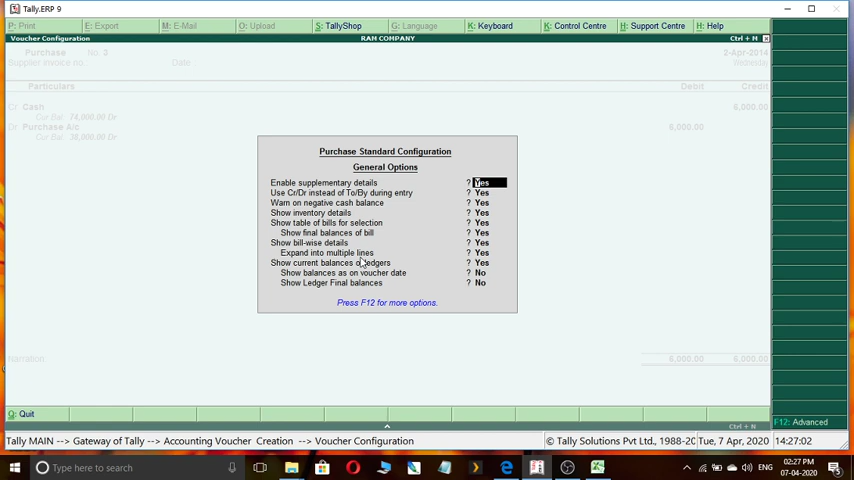 Tally.ERP 9
P: Print E: Export M: E-Mail O: Upload S: TallyShop G: Language K: Keyboard K: Control Centre H: Support Centre H: Help
Voucher Configuration RAM COMPANY Ctrl + M
Purchase No. 3 2-Apr-2014
Supplier invoice no.: Date: Wednesday
Particulars Debit Credit
Cr Cash 6,000.00
Cur Bal: 74,000.00 Dr
Dr Purchase A/c 6,000.00
Cur Bal: 38,000.00 Dr
Purchase Standard Configuration
General Options
Enable supplementary details ? Yes
Use Cr/Dr instead of To/By during entry ? Yes
Warn on negative cash balance ? Yes
Show inventory details ? Yes
Show table of bills for selection ? Yes
Show final balances of bill ? Yes
Show bill-wise details ? Yes
Expand into multiple lines ? Yes
Show current balances of ledgers ? Yes
Show balances as on voucher date ? No
Show Ledger Final balances ? No
Press F12 for more options.
Narration 6,000.00 6,000.00
Q: Quit
F12: Advanced
Ctrl + N
Tally MAIN --> Gateway of Tally --> Accounting Voucher Creation --> Voucher Configuration © Tally Solutions Pvt Ltd., 1988-20 Tue, 7 Apr, 2020 14:27:02
Type here to search ENG 02:27 PM
07-04-2020